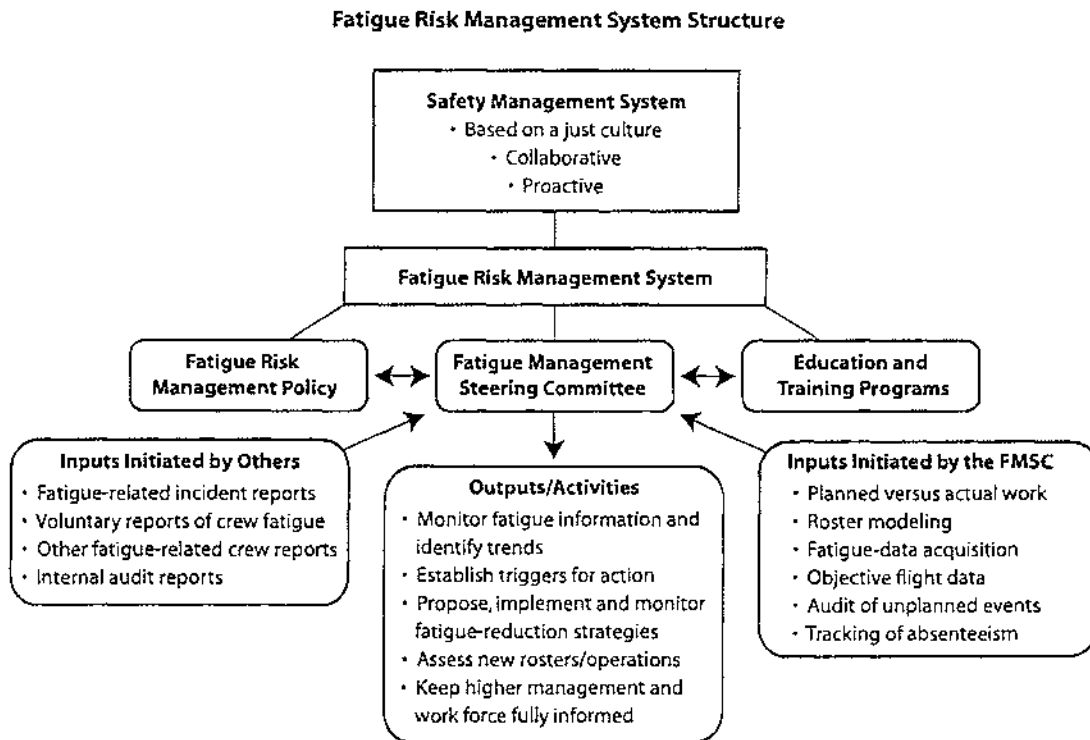 Fatigue Risk Management System Structure
Safety Management System
• Based on a just culture
• Collaborative
• Proactive
Fatigue Risk Management System
Fatigue Risk
Management Policy
Fatigue Management
Steering Committee
Education and
Training Programs
Inputs Initiated by Others
• Fatigue-related incident reports
• Voluntary reports of crew fatigue
• Other fatigue-related crew reports
• Internal audit reports
Outputs/Activities
• Monitor fatigue information and
identify trends
• Establish triggers for action
• Propose, implement and monitor
fatigue-reduction strategies
• Assess new rosters/operations
• Keep higher management and
work force fully informed
Inputs Initiated by the FMSC
• Planned versus actual work
• Roster modeling
• Fatigue-data acquisition
• Objective flight data
• Audit of unplanned events
• Tracking of absenteeism